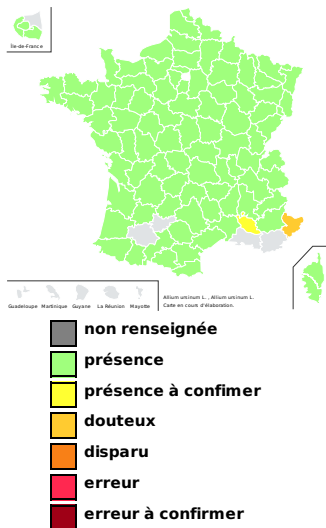 Île-de-France
Guadeloupe Martinique Guyane La Réunion Mayotte
Allium ursinum L. , Allium ursinum L.
Carte en cours d'élaboration.
non renseignée
présence
présence à confimer
douteux
disparu
erreur
erreur à confirmer